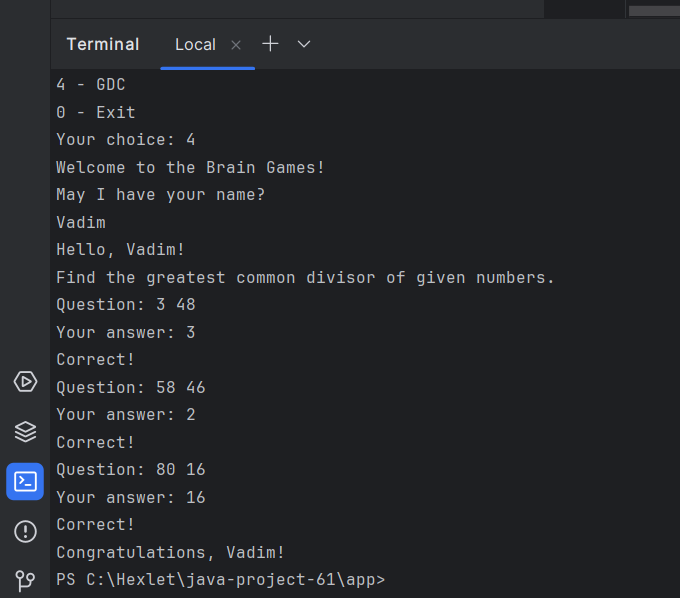 Terminal Local
4 - GDC
0 - Exit
Your choice: 4
Welcome to the Brain Games!
May I have your name?
Vadim
Hello, Vadim!
Find the greatest common divisor of given numbers.
Question: 3 48
Your answer: 3
Correct!
Question: 58 46
Your answer: 2
Correct!
Question: 80 16
Your answer: 16
Correct!
Congratulations, Vadim!
PS C:\Hexlet\java-project-61\app>